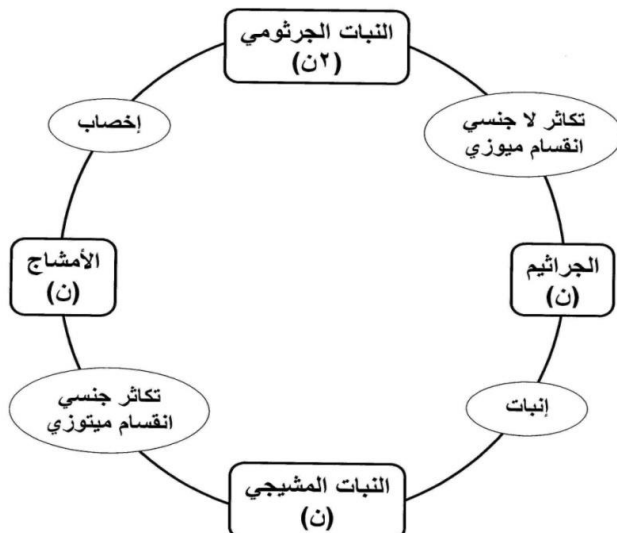 النبات الجرثومي
(٢ن)
تكاثر لا جنسي
انقسام ميوزي
الجراثيم
(ن)
إنبات
النبات المشيجي
(ن)
تكاثر جنسي
انقسام ميتوزي
الأمشاج
(ن)
إخصاب